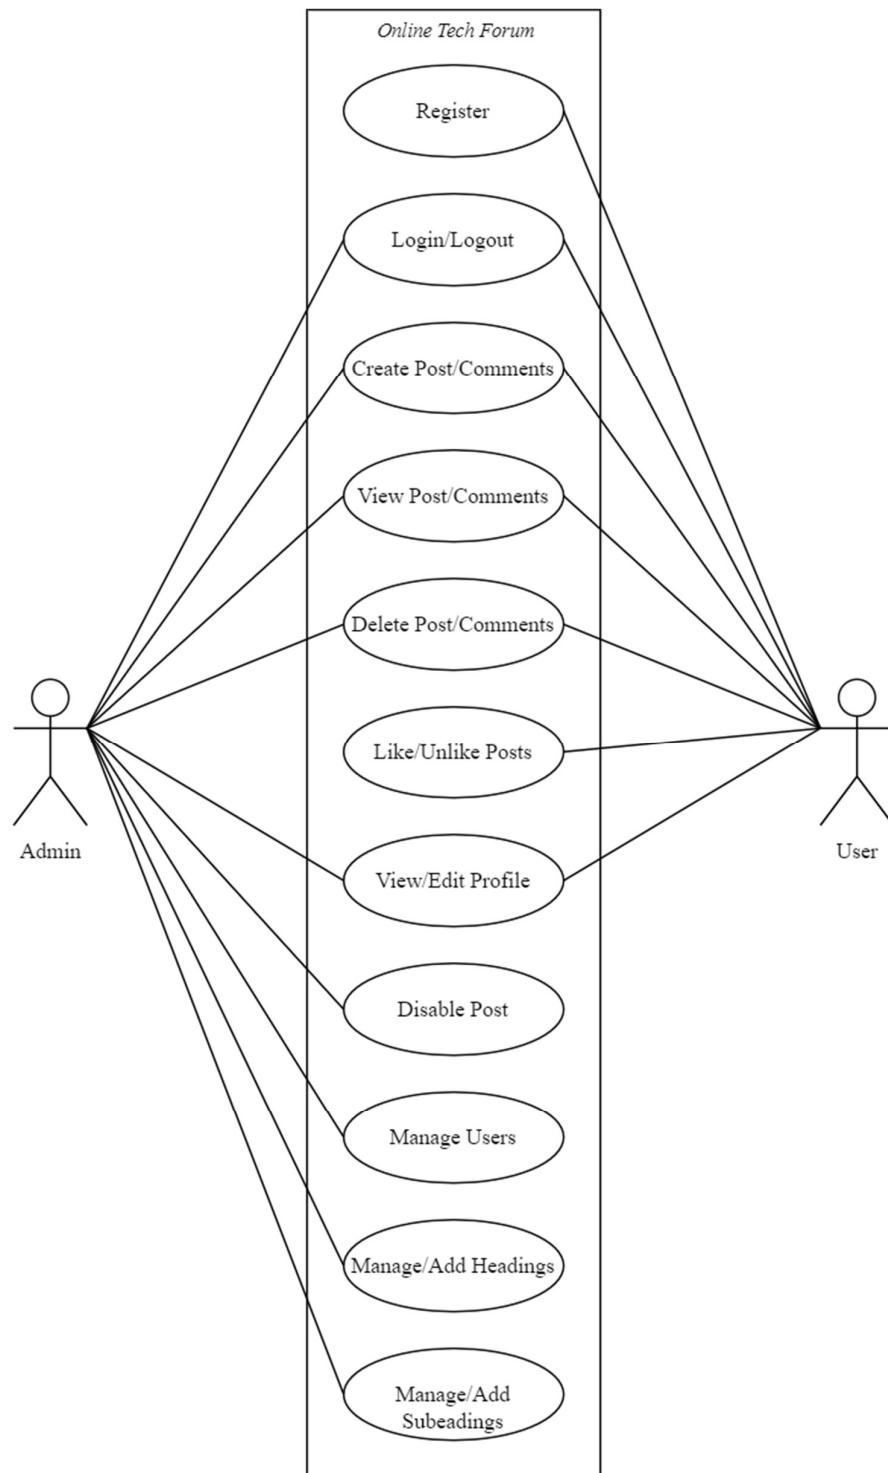 Online Tech Forum
Register
Login/Logout
Create Post/Comments
View Post/Comments
Delete Post/Comments
Like/Unlike Posts
Admin
User
View/Edit Profile
Disable Post
Manage Users
Manage/Add Headings
Manage/Add
Subeadings